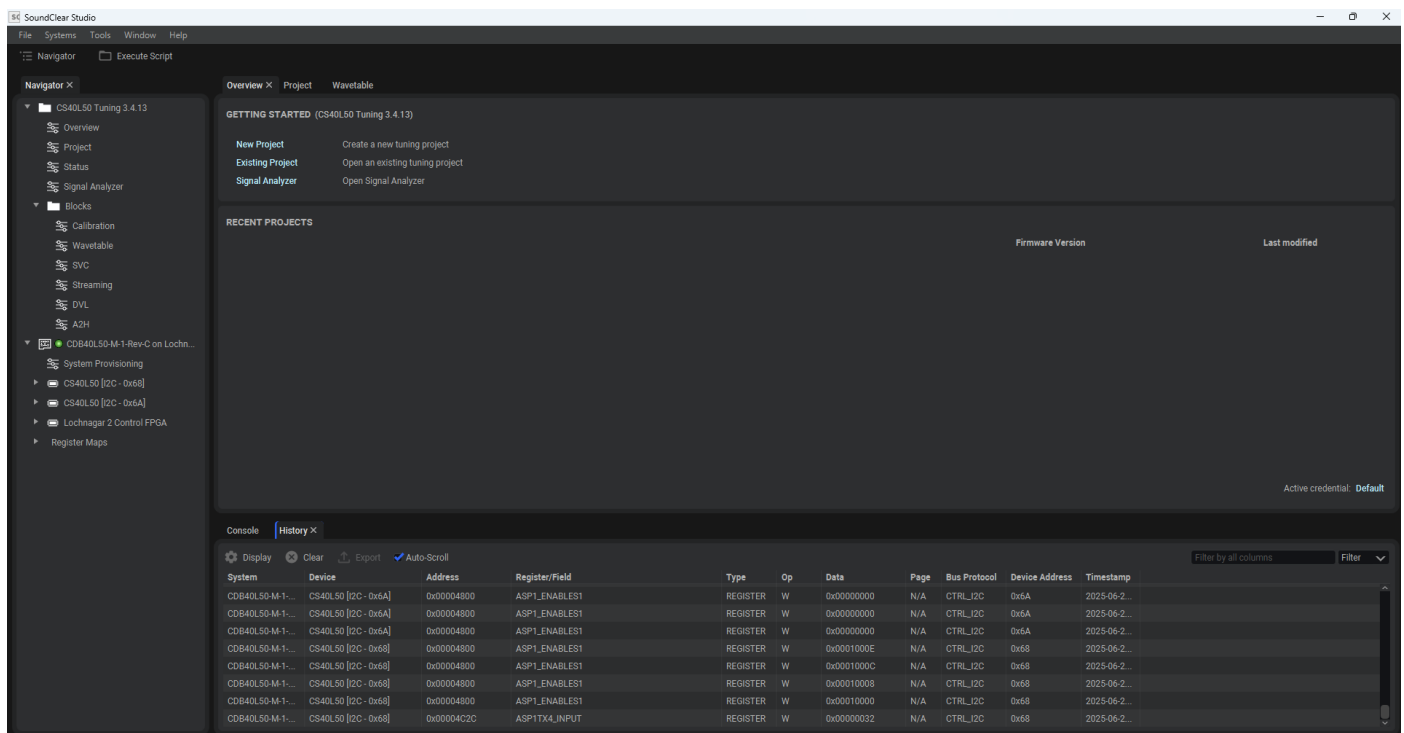 SC SoundClear Studio
File Systems Tools Window Help
Navigator Execute Script
Navigator
CS40L50 Tuning 3.4.13
Overview
Project
Status
Signal Analyzer
Blocks
Calibration
Wavetable
SVC
Streaming
DVL
A2H
CDB40L50-M-1-Rev-C on Lochn...
System Provisioning
CS40L50 [I2C - 0x68]
CS40L50 [I2C - 0x6A]
Lochnagar 2 Control FPGA
Register Maps
Overview Project Wavetable
GETTING STARTED (CS40L50 Tuning 3.4.13)
New Project Create a new tuning project
Existing Project Open an existing tuning project
Signal Analyzer Open Signal Analyzer
RECENT PROJECTS
Firmware Version Last modified
Active credential: Default
Console History
Display Clear Export Auto-Scroll Filter by all columns Filter
System Device Address Register/Field Type Op Data Page Bus Protocol Device Address Timestamp
CDB40L50-M-1-... CS40L50 [I2C - 0x6A] 0x00004800 ASP1_ENABLES1 REGISTER W 0x00000000 N/A CTRL_I2C 0x6A 2025-06-2...
CDB40L50-M-1-... CS40L50 [I2C - 0x6A] 0x00004800 ASP1_ENABLES1 REGISTER W 0x00000000 N/A CTRL_I2C 0x6A 2025-06-2...
CDB40L50-M-1-... CS40L50 [I2C - 0x6A] 0x00004800 ASP1_ENABLES1 REGISTER W 0x00000000 N/A CTRL_I2C 0x6A 2025-06-2...
CDB40L50-M-1-... CS40L50 [I2C - 0x68] 0x00004800 ASP1_ENABLES1 REGISTER W 0x0001000E N/A CTRL_I2C 0x68 2025-06-2...
CDB40L50-M-1-... CS40L50 [I2C - 0x68] 0x00004800 ASP1_ENABLES1 REGISTER W 0x0001000C N/A CTRL_I2C 0x68 2025-06-2...
CDB40L50-M-1-... CS40L50 [I2C - 0x68] 0x00004800 ASP1_ENABLES1 REGISTER W 0x00010008 N/A CTRL_I2C 0x68 2025-06-2...
CDB40L50-M-1-... CS40L50 [I2C - 0x68] 0x00004800 ASP1_ENABLES1 REGISTER W 0x00010000 N/A CTRL_I2C 0x68 2025-06-2...
CDB40L50-M-1-... CS40L50 [I2C - 0x68] 0x00004C2C ASP1TX4_INPUT REGISTER W 0x00000032 N/A CTRL_I2C 0x68 2025-06-2...